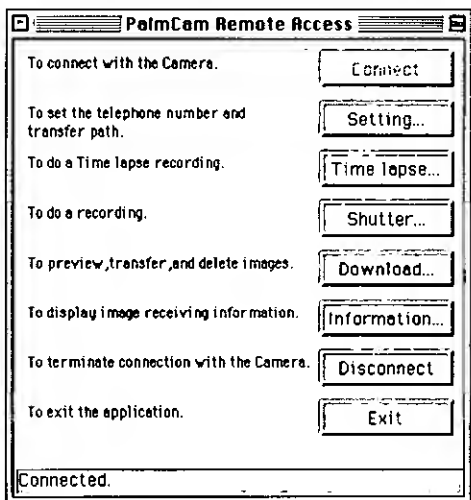 PalmCam Remote Access
To connect with the Camera.
Connect
To set the telephone number and
transfer path.
Setting...
To do a Time lapse recording.
Time lapse...
To do a recording.
Shutter...
To preview,transfer,and delete images.
Download...
To display image receiving information.
Information...
To terminate connection with the Camera.
Disconnect
To exit the application.
Exit
Connected.